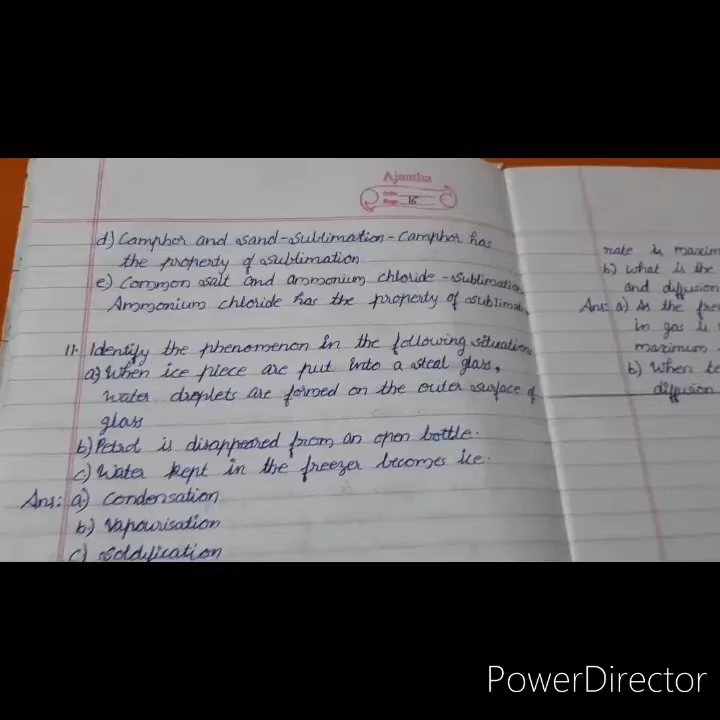 Ajantha
16
d) Camphor and sand - sublimation - camphor has
the property of sublimation
e) Common salt and ammonium chloride - sublimation
Ammonium chloride has the property of sublimat
11. Identify the phenomenon in the following situations
a) When ice piece are put into a steal glass,
water droplets are formed on the outer surface of
glass
b) Petrol is disappeared from an open bottle.
c) Water kept in the freezer becomes ice.
Ans: a) condensation
b) Vapourisation
c) soldification
rate is maxim
b) what is the
and diffusion
Ans: a) As the
in gas is
maximum
b) When te
diffusion
PowerDirector